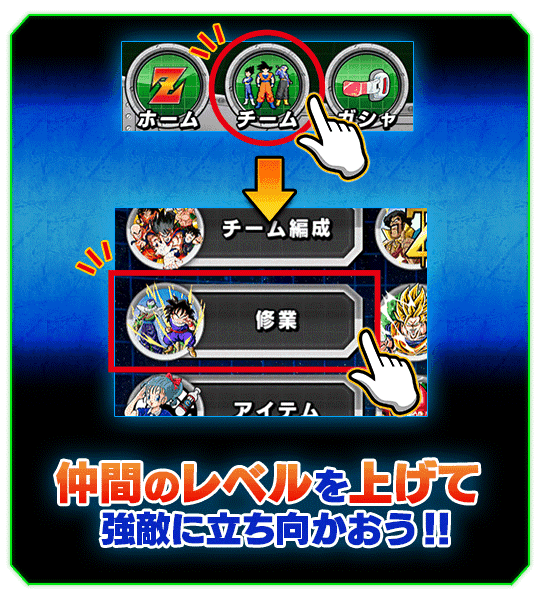 ホーム チーム ガシャ
チーム編成
修業
アイテム
仲間のレベルを上げて
強敵に立ち向かおう!!